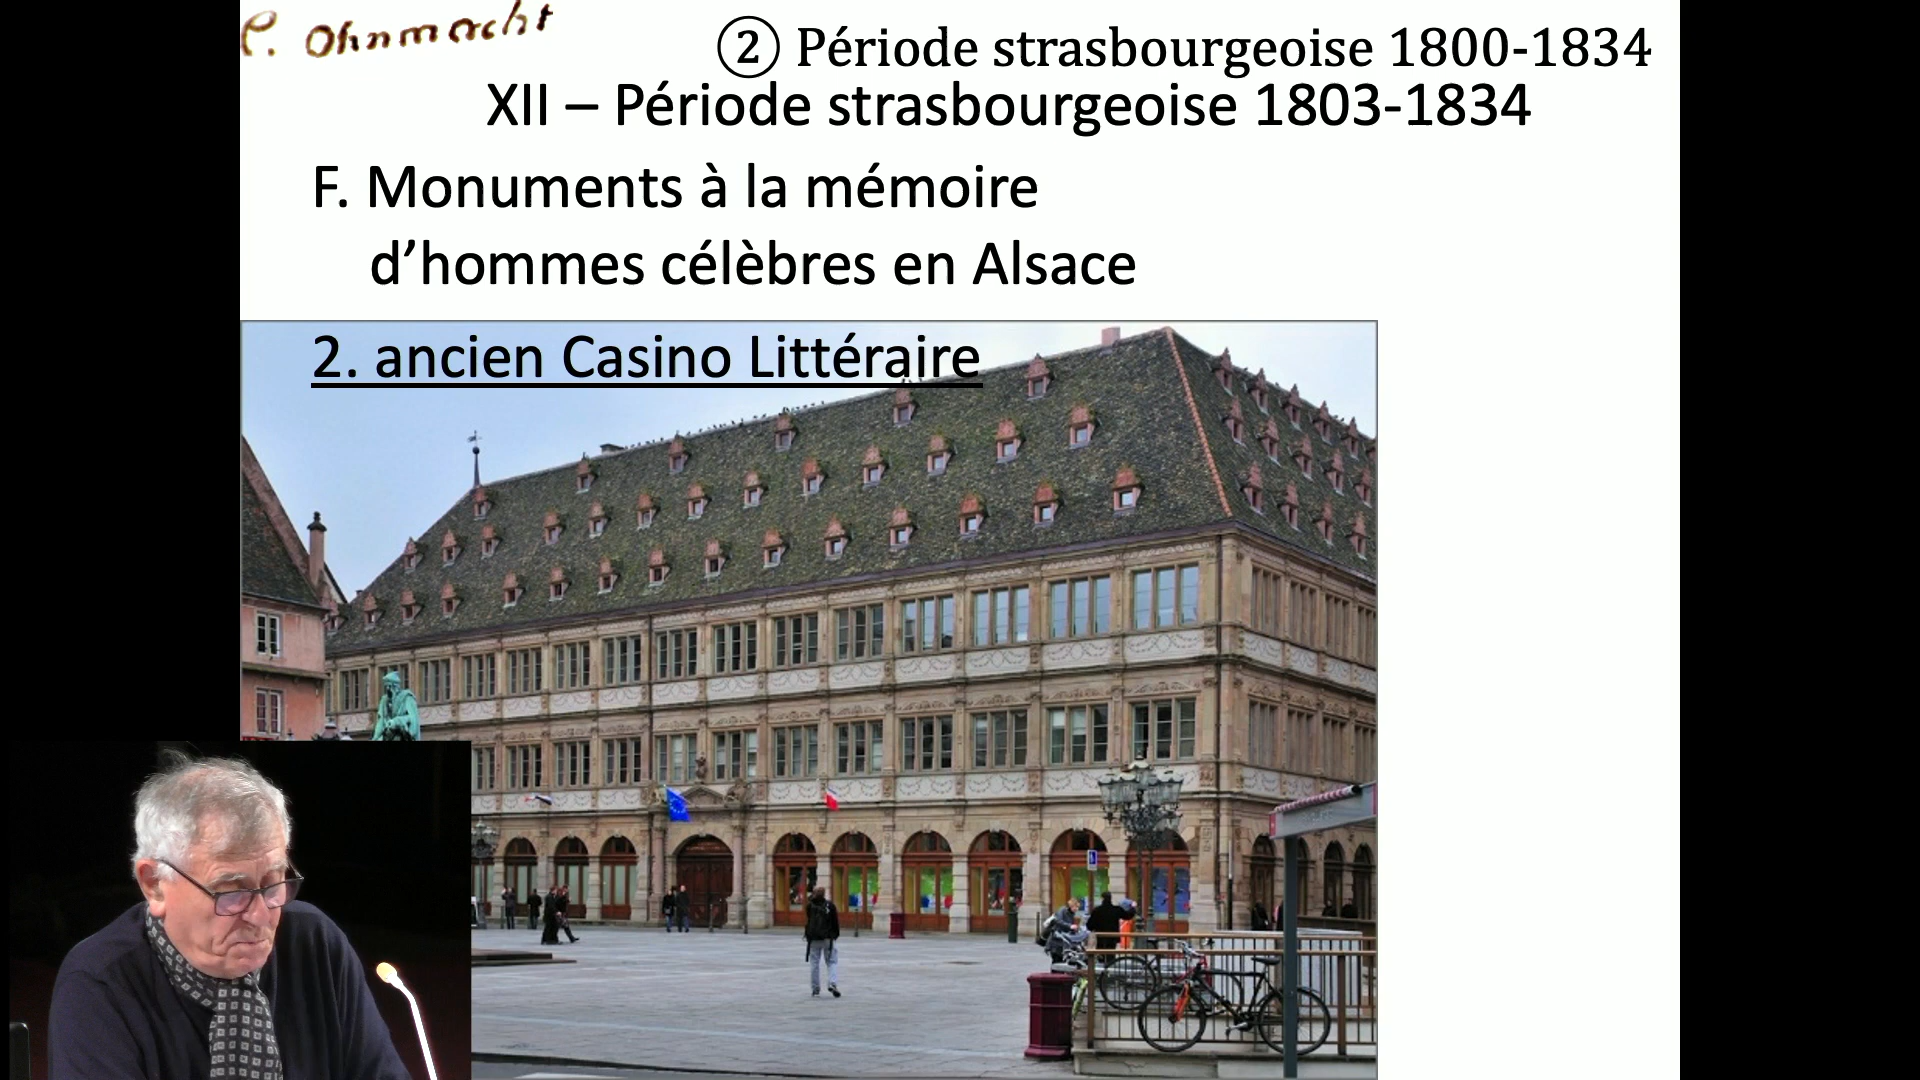 P. Ohnmacht
② Période strasbourgeoise 1800-1834
XII – Période strasbourgeoise 1803-1834
F. Monuments à la mémoire
d’hommes célèbres en Alsace
2. ancien Casino Littéraire